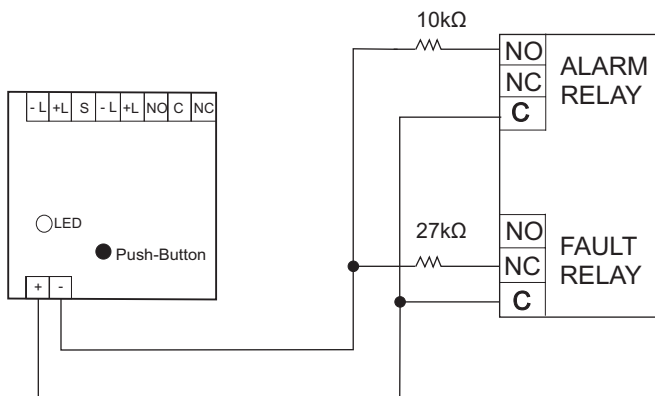 10kΩ
NO
NC
C
ALARM
RELAY
- L +L S - L +L NO C NC
LED
Push-Button
+ -
27kΩ
NO
NC
C
FAULT
RELAY